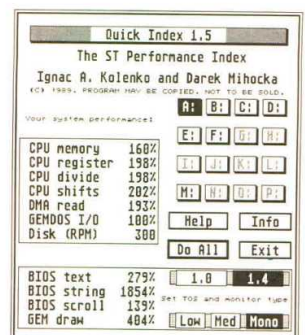 Quick Index 1.5
The ST Performance Index
Ignac A. Kolenko and Darek Mihocka
(C) 1989. PROGRAM MAY BE COPIED, NOT TO BE SOLD.
Your system performance:
CPU memory 160%
CPU register 198%
CPU divide 198%
CPU shifts 202%
DMA read 193%
GEMDOS I/O 100%
Disk (RPM) 300
A: B: C: D:
E: F: G: H:
I: J: K: L:
M: N: O: P:
Help Info
Do All Exit
BIOS text 279%
BIOS string 1854%
BIOS scroll 139%
GEM draw 404%
1.0 1.4
Set TOS and monitor type
Low Med Mono